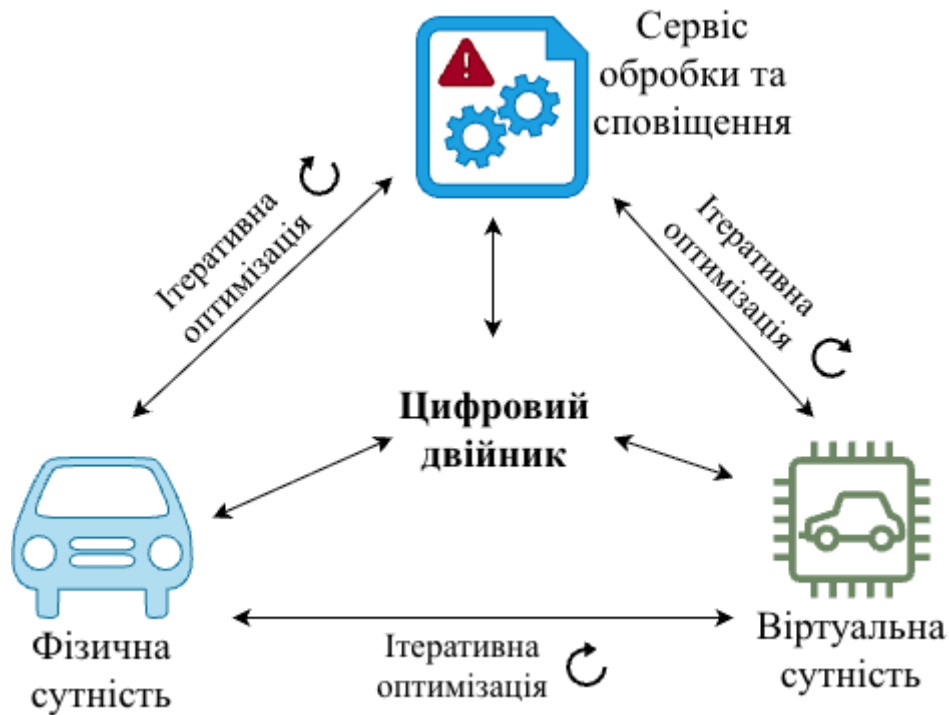 Сервіс
обробки та
сповіщення
Ітеративна
оптимізація
Ітеративна
оптимізація
Цифровий
двійник
Фізична
сутність
Ітеративна
оптимізація
Віртуальна
сутність